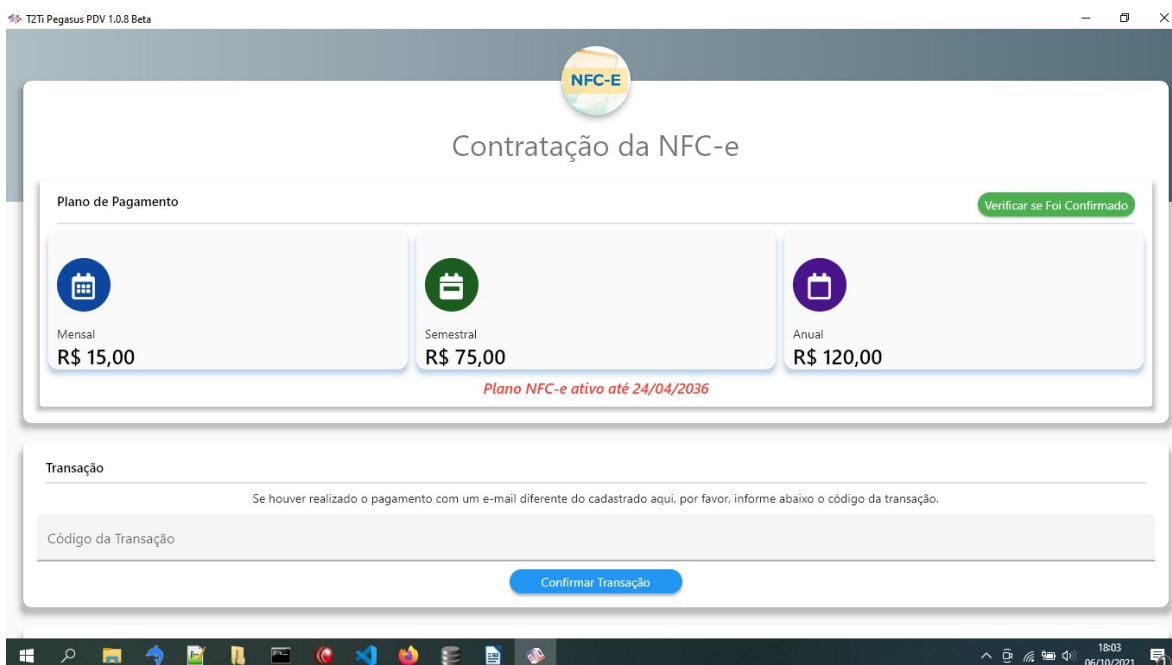 T2Ti Pegasus PDV 1.0.8 Beta
NFC-E
Contratação da NFC-e
Plano de Pagamento
Verificar se Foi Confirmado
Mensal
R$ 15,00
Semestral
R$ 75,00
Anual
R$ 120,00
Plano NFC-e ativo até 24/04/2036
Transação
Se houver realizado o pagamento com um e-mail diferente do cadastrado aqui, por favor, informe abaixo o código da transação.
Código da Transação
Confirmar Transação
18:03
06/10/2021